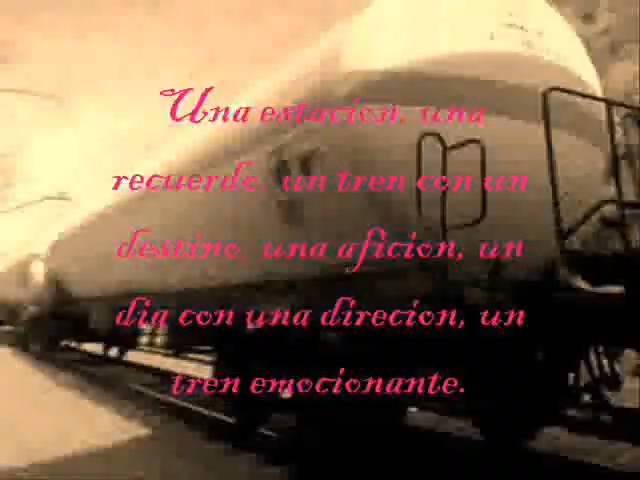 Una estacion, una
recuerdo, un tren con un
destino, una aficion, un
dia con una direcion, un
tren emocionante.